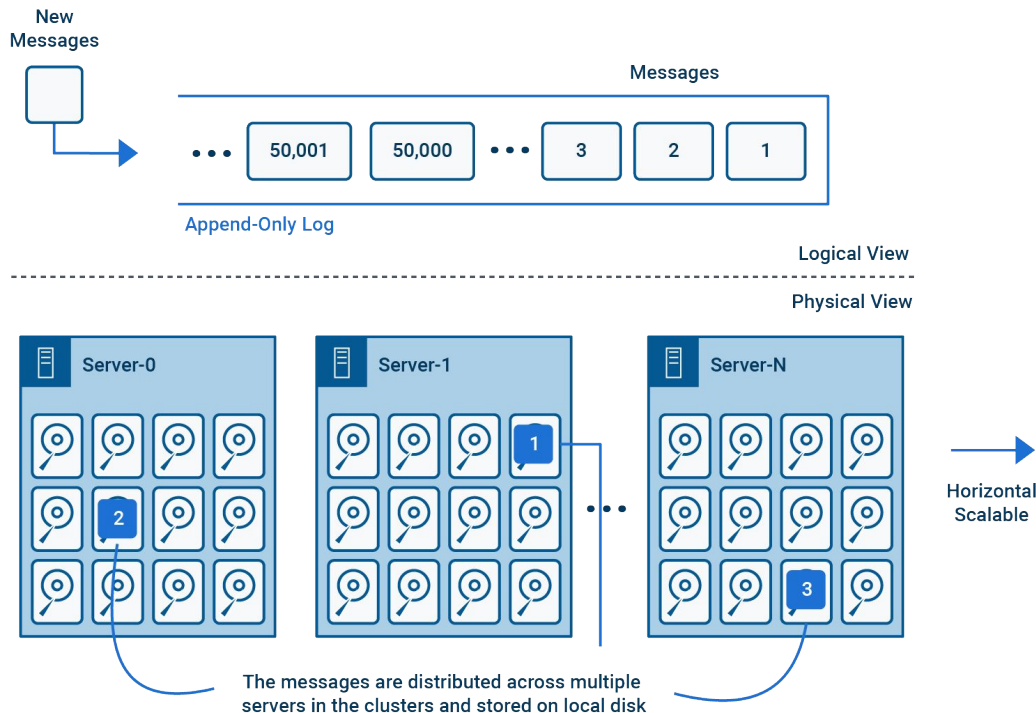 New
Messages
Messages
... 50,001 50,000 ... 3 2 1
Append-Only Log
Logical View
Physical View
Server-0
Server-1
Server-N
1
2
...
3
Horizontal
Scalable
The messages are distributed across multiple
servers in the clusters and stored on local disk